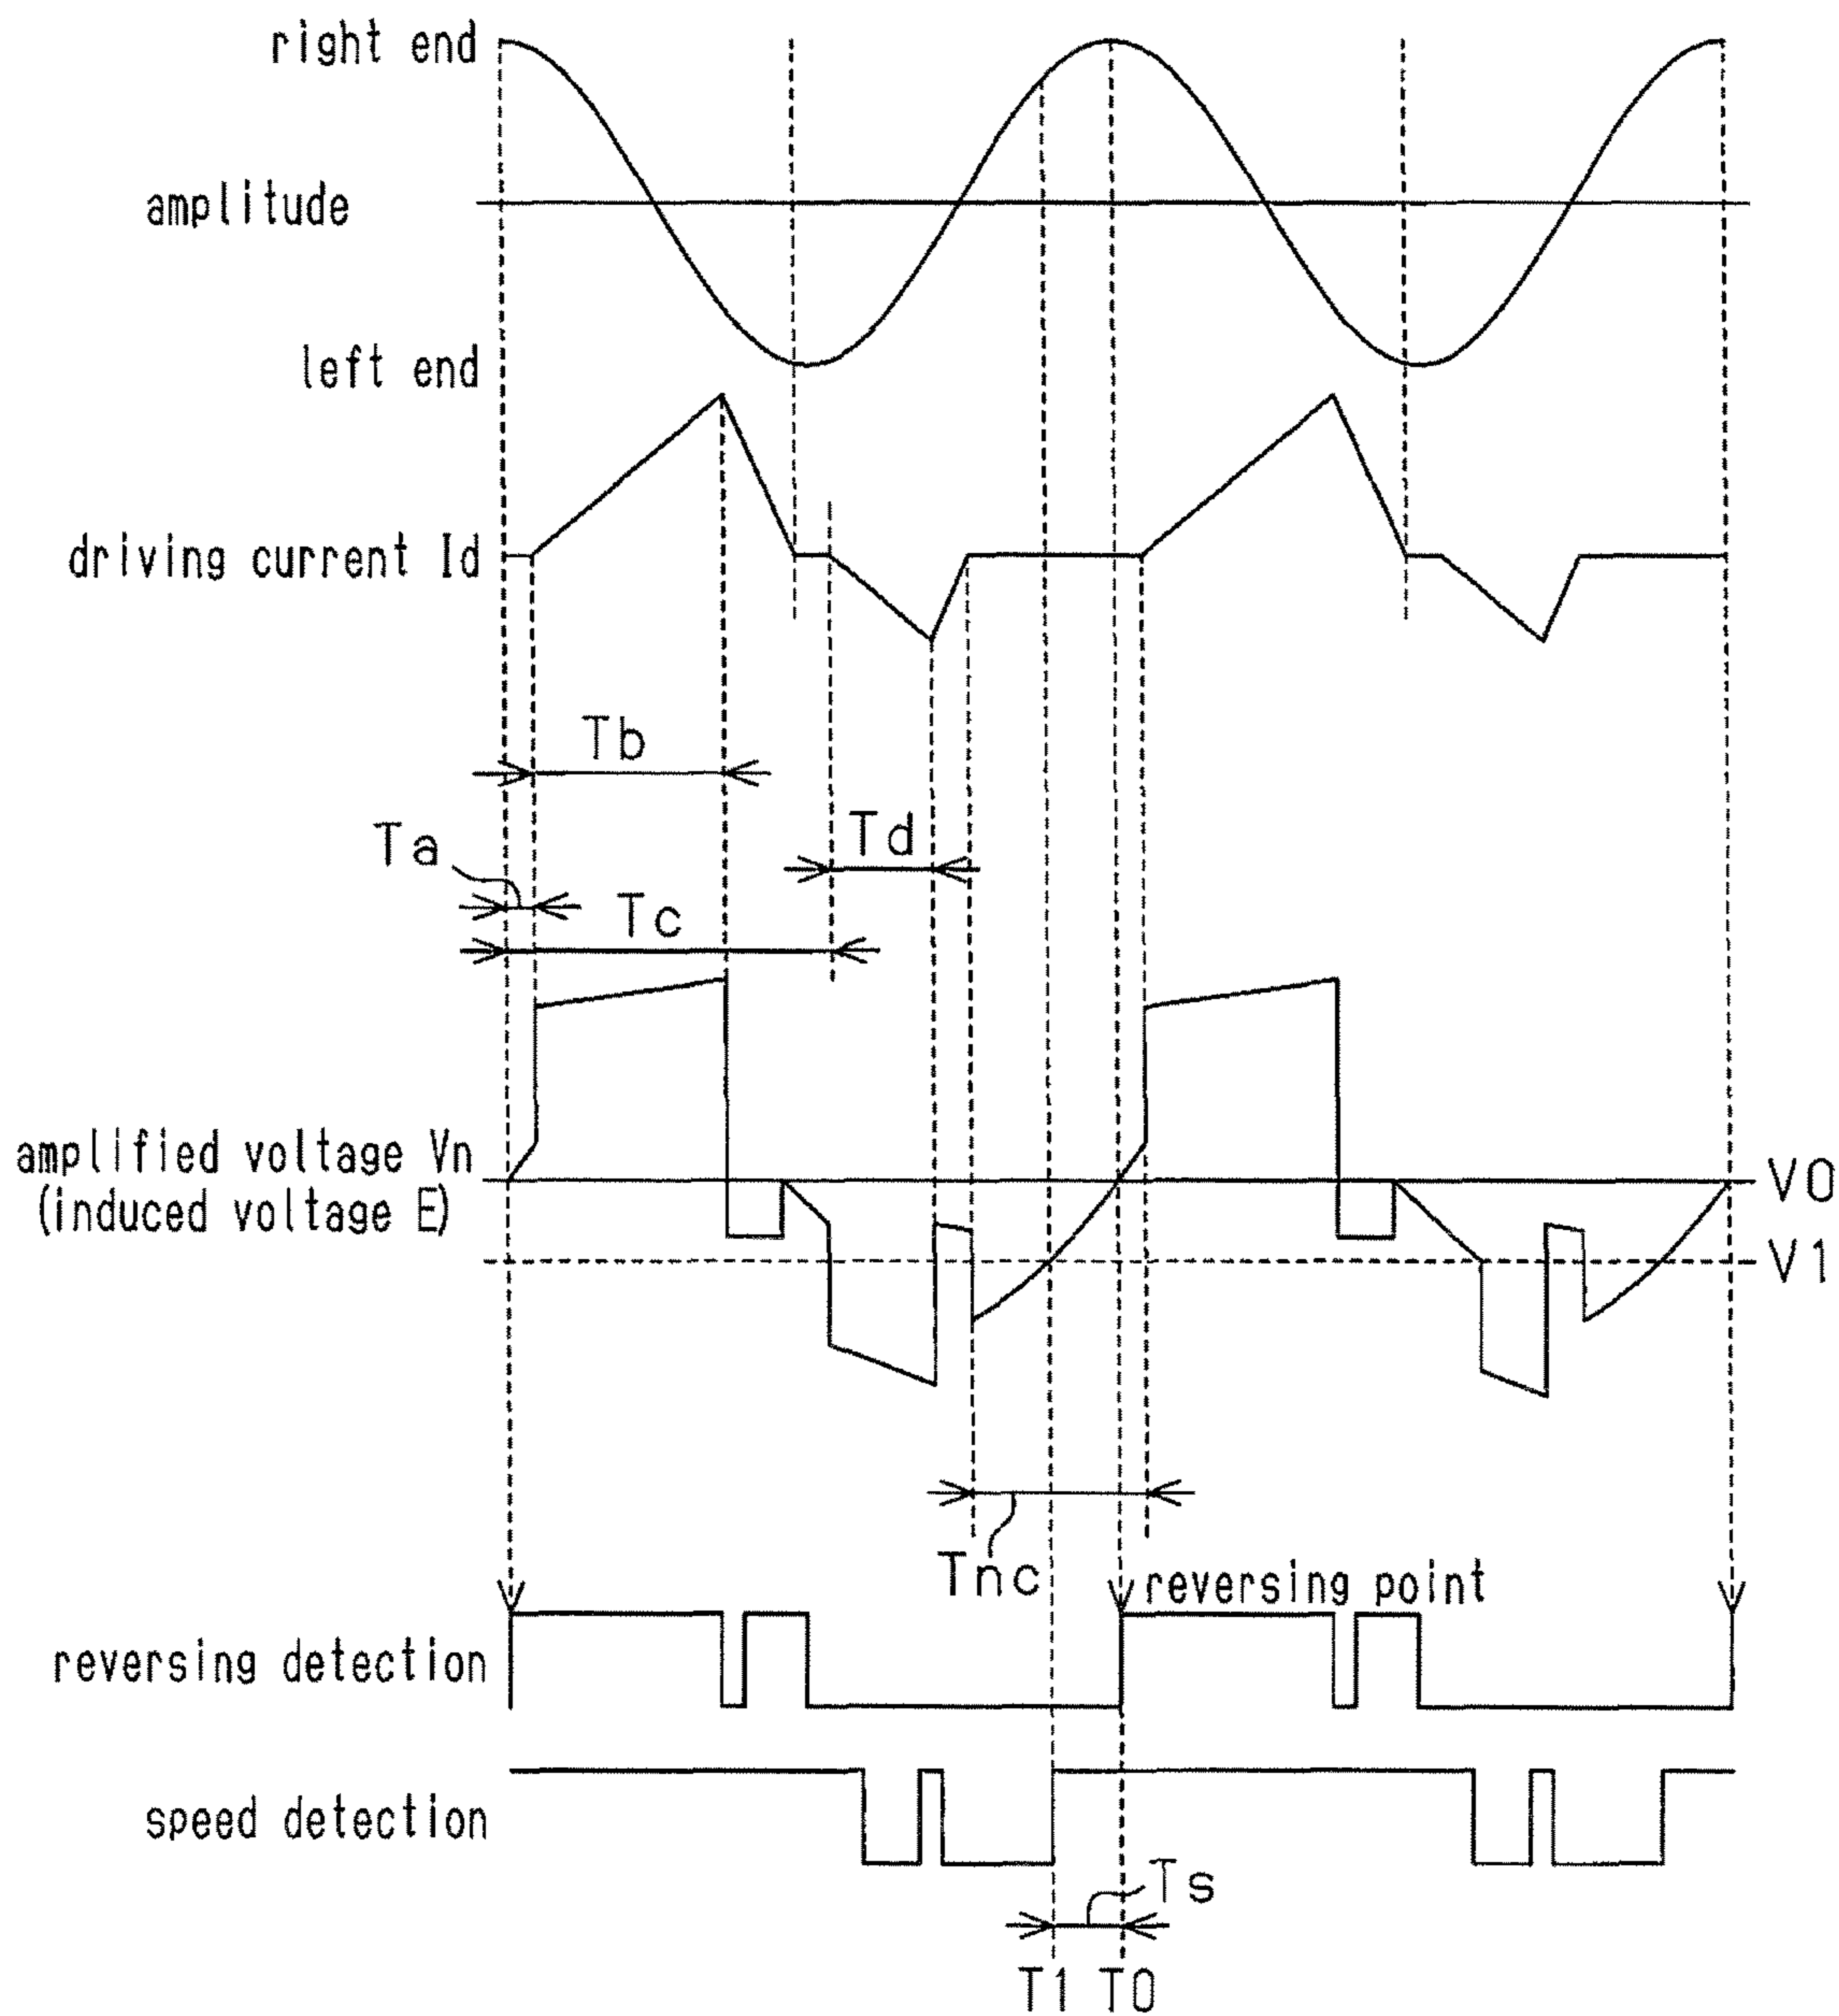 right end
amplitude
left end
driving current Id
Tb
Ta
Td
Tc
amplified voltage Vn
(induced voltage E)
V0
V1
Tnc
reversing point
reversing detection
speed detection
Ts
T1 T0